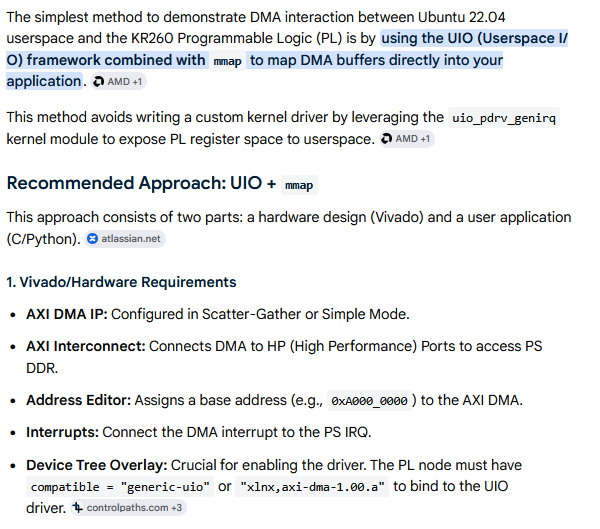 The simplest method to demonstrate DMA interaction between Ubuntu 22.04
userspace and the KR260 Programmable Logic (PL) is by using the UIO (Userspace I/
O) framework combined with mmap to map DMA buffers directly into your
application. AMD +1
This method avoids writing a custom kernel driver by leveraging the uio_pdrv_genirq
kernel module to expose PL register space to userspace. AMD +1
Recommended Approach: UIO + mmap
This approach consists of two parts: a hardware design (Vivado) and a user application
(C/Python). atlassian.net
1. Vivado/Hardware Requirements
• AXI DMA IP: Configured in Scatter-Gather or Simple Mode.
• AXI Interconnect: Connects DMA to HP (High Performance) Ports to access PS
DDR.
• Address Editor: Assigns a base address (e.g., 0xA000_0000 ) to the AXI DMA.
• Interrupts: Connect the DMA interrupt to the PS IRQ.
• Device Tree Overlay: Crucial for enabling the driver. The PL node must have
compatible = "generic-uio" or "xlnx,axi-dma-1.00.a" to bind to the UIO
driver. controlpaths.com +3